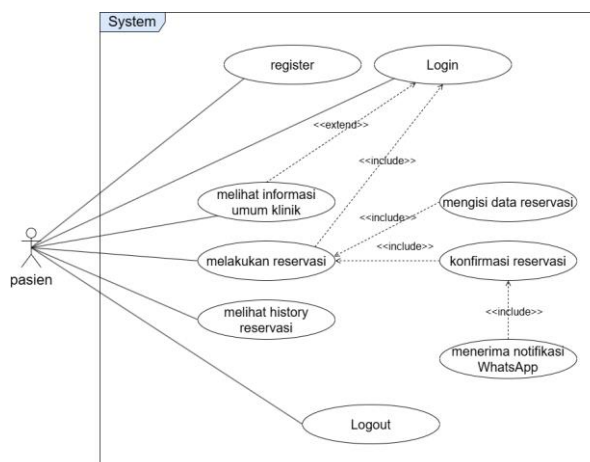 System
register
Login
<<extend>>
<<include>>
melihat informasi
umum klinik
mengisi data reservasi
<<include>>
<<include>>
melakukan reservasi
konfirmasi reservasi
pasien
melihat history
reservasi
<<include>>
menerima notifikasi
WhatsApp
Logout